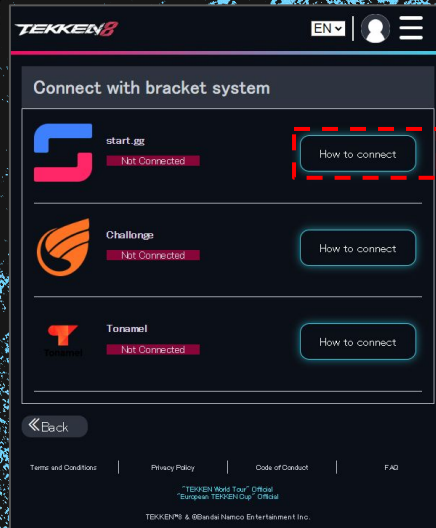 TEKKEN8
EN
Connect with bracket system
start.gg
Not Connected
How to connect
Challonge
Not Connected
How to connect
Tonamel
Tonamel
Not Connected
How to connect
Back
Terms and Conditions
Privacy Policy
Code of Conduct
FAQ
"TEKKEN World Tour" Official
"European TEKKEN Cup" Official
TEKKEN™8 & ©Bandai Namco Entertainment Inc.